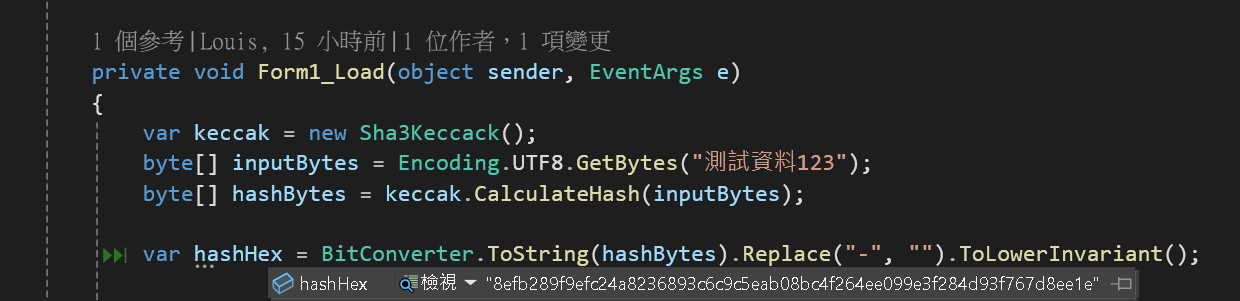 1 個參考|Louis, 15 小時前|1 位作者，1 項變更
private void Form1_Load(object sender, EventArgs e)
{
var keccak = new Sha3Keccack();
byte[] inputBytes = Encoding.UTF8.GetBytes("測試資料123");
byte[] hashBytes = keccak.CalculateHash(inputBytes);
var hashHex = BitConverter.ToString(hashBytes).Replace("-", "").ToLowerInvariant();
hashHex 檢視 "8efb289f9efc24a8236893c6c9c5eab08bc4f264ee099e3f284d93f767d8ee1e"